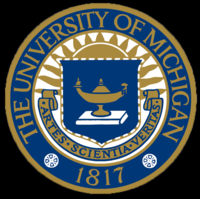 THE UNIVERSITY OF MICHIGAN
ARTES · SCIENTIA · VERITAS
1817